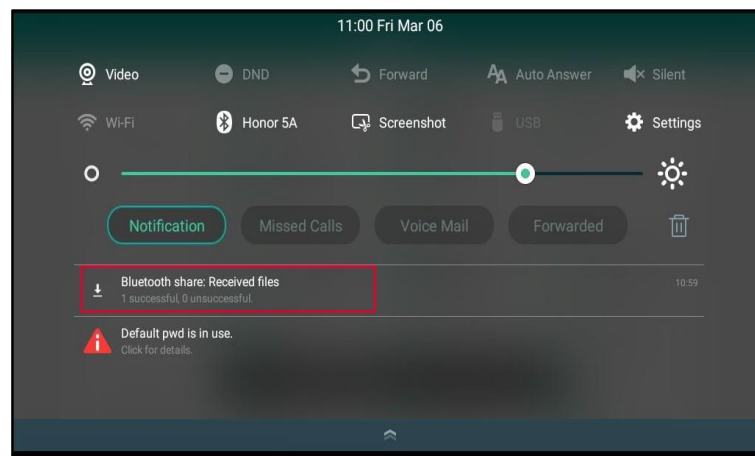 11:00 Fri Mar 06
Video DND Forward AA Auto Answer Silent
Wi-Fi Honor 5A Screenshot USB Settings
Notification Missed Calls Voice Mail Forwarded
Bluetooth share: Received files 10:59
1 successful, 0 unsuccessful.
Default pwd is in use.
Click for details.